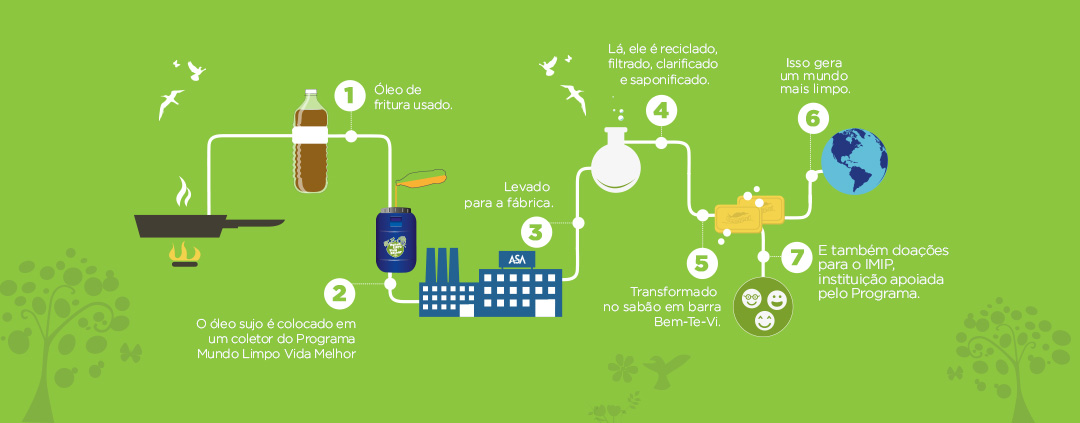 1
Óleo de
fritura usado.
2
O óleo sujo é colocado em
um coletor do Programa
Mundo Limpo Vida Melhor
3
Levado
para a fábrica.
ASA
4
Lá, ele é reciclado,
filtrado, clarificado
e saponificado.
5
Transformado
no sabão em barra
Bem-Te-Vi.
6
Isso gera
um mundo
mais limpo.
7
E também doações
para o IMIP,
instituição apoiada
pelo Programa.